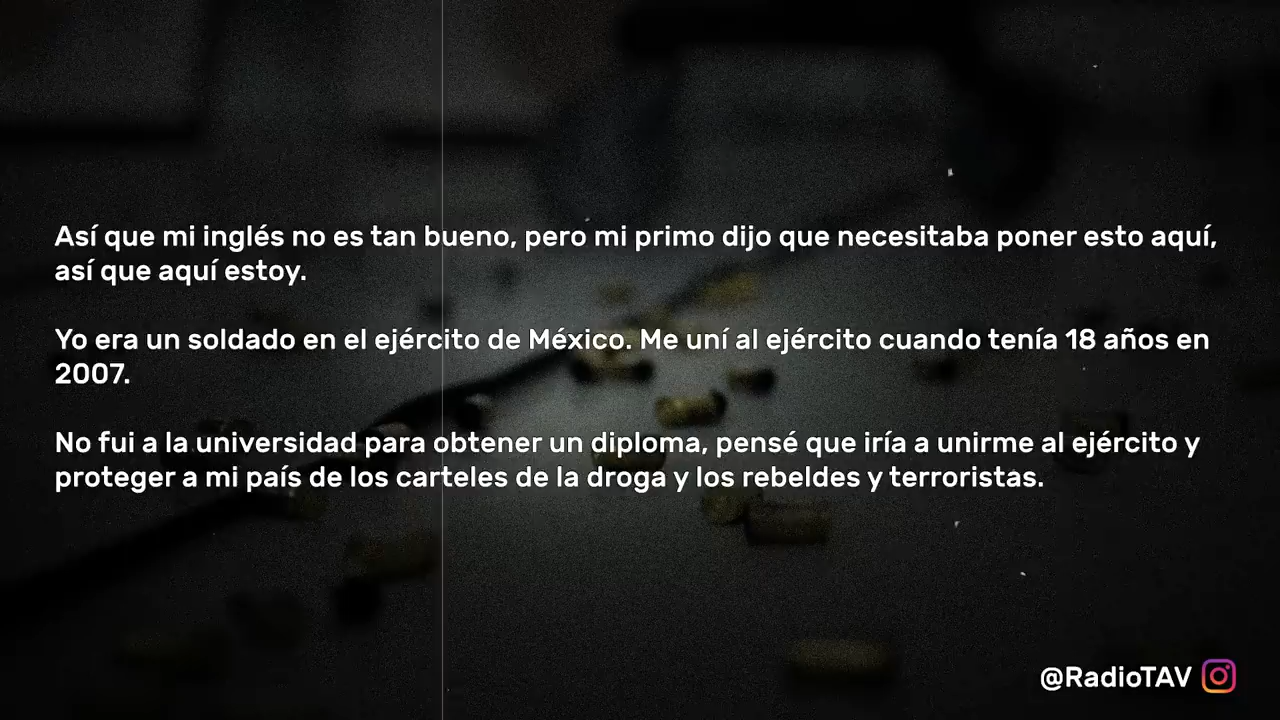 Así que mi inglés no es tan bueno, pero mi primo dijo que necesitaba poner esto aquí,
así que aquí estoy.
Yo era un soldado en el ejército de México. Me uní al ejército cuando tenía 18 años en
2007.
No fui a la universidad para obtener un diploma, pensé que iría a unirme al ejército y
proteger a mi país de los carteles de la droga y los rebeldes y terroristas.
@RadioTAV